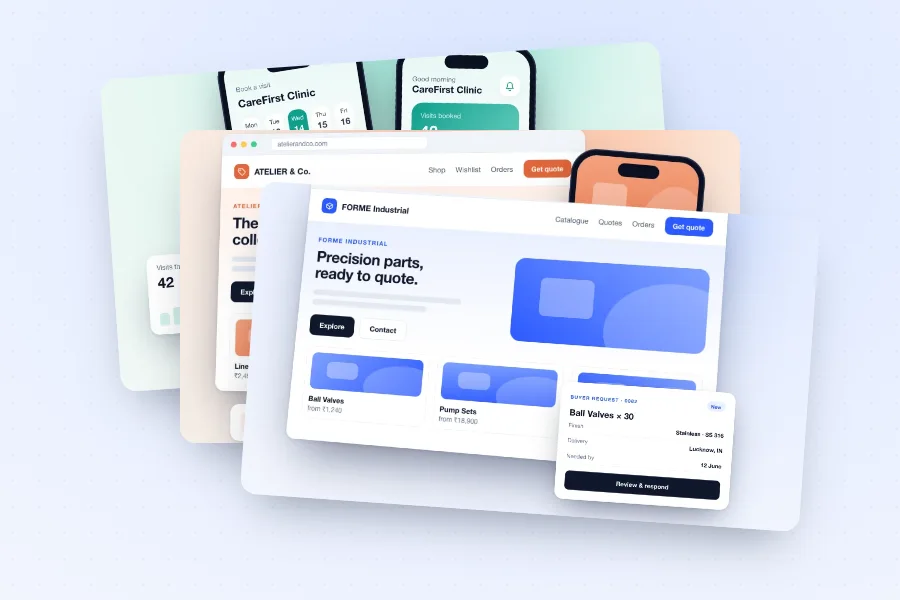 Book a visit
CareFirst Clinic
Mon Tue Wed Thu Fri
14 15 16
Good morning
CareFirst Clinic
Visits booked
Visits to
42
atelierandco.com
ATELIER & Co.
Shop Wishlist Orders Get quote
ATELIER
The
coll
Expl
Line
FORME Industrial
Catalogue Quotes Orders Get quote
FORME INDUSTRIAL
Precision parts,
ready to quote.
Explore Contact
Ball Valves
from ₹1,240
Pump Sets
from ₹18,900
BUYER REQUEST · New
Ball Valves × 30
Finish Stainless · SS 316
Delivery Lucknow, IN
Needed by 12 June
Review & respond